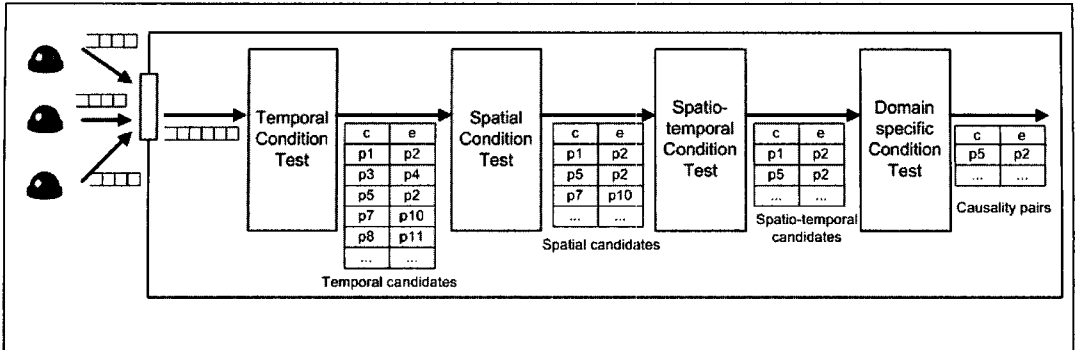 Temporal
Condition
Test
c e
p1 p2
p3 p4
p5 p2
p7 p10
p8 p11
... ...
Temporal candidates
Spatial
Condition
Test
c e
p1 p2
p5 p2
p7 p10
... ...
Spatial candidates
Spatio-
temporal
Condition
Test
c e
p1 p2
p5 p2
... ...
Spatio-temporal
candidates
Domain
specific
Condition
Test
c e
p5 p2
... ...
Causality pairs